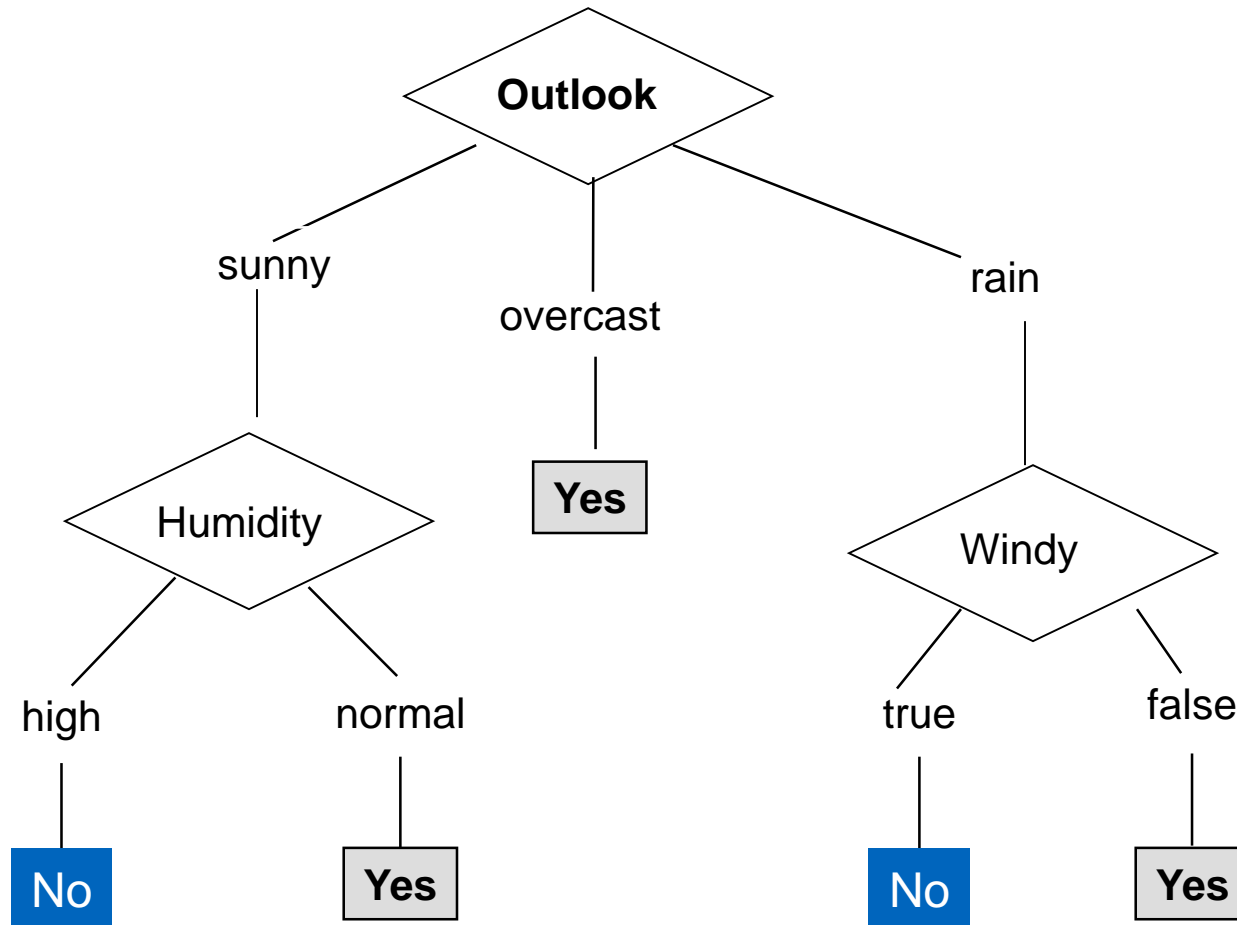 Outlook
sunny
overcast
rain
Humidity
Yes
Windy
high
normal
true
false
No
Yes
No
Yes